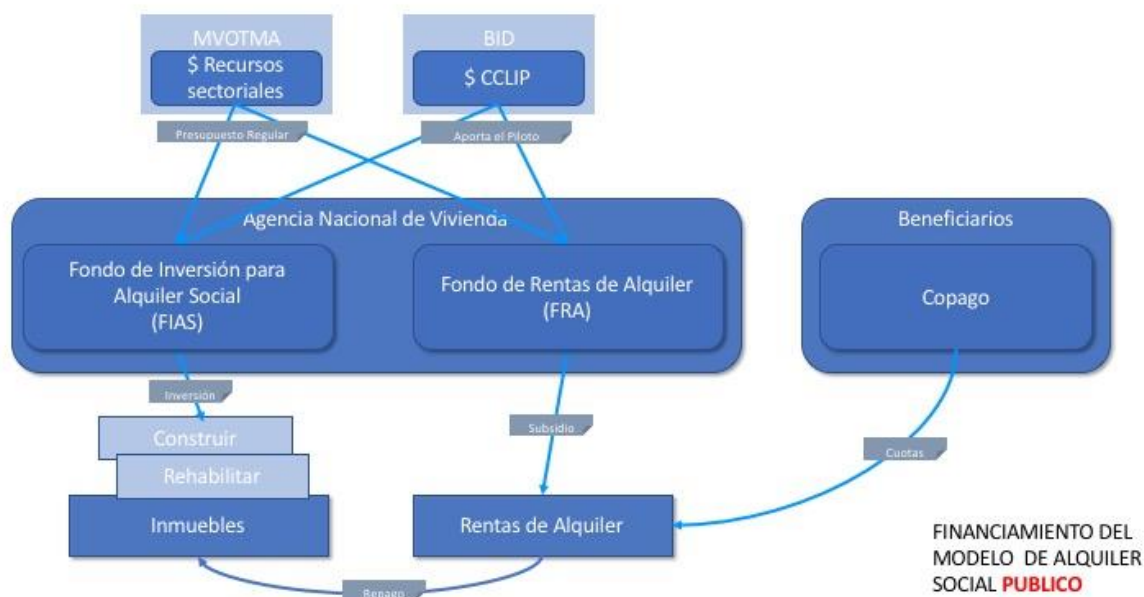 MVOTMA
$ Recursos
sectoriales
BID
$ CCLIP
Presupuesto Regular
Aporta el Piloto
Agencia Nacional de Vivienda
Fondo de Inversión para
Alquiler Social
(FIAS)
Fondo de Rentas de Alquiler
(FRA)
Beneficiarios
Copago
Inversión
Subsidio
Cuotas
Construir
Rehabilitar
Inmuebles
Rentas de Alquiler
Repago
FINANCIAMIENTO DEL
MODELO DE ALQUILER
SOCIAL PUBLICO